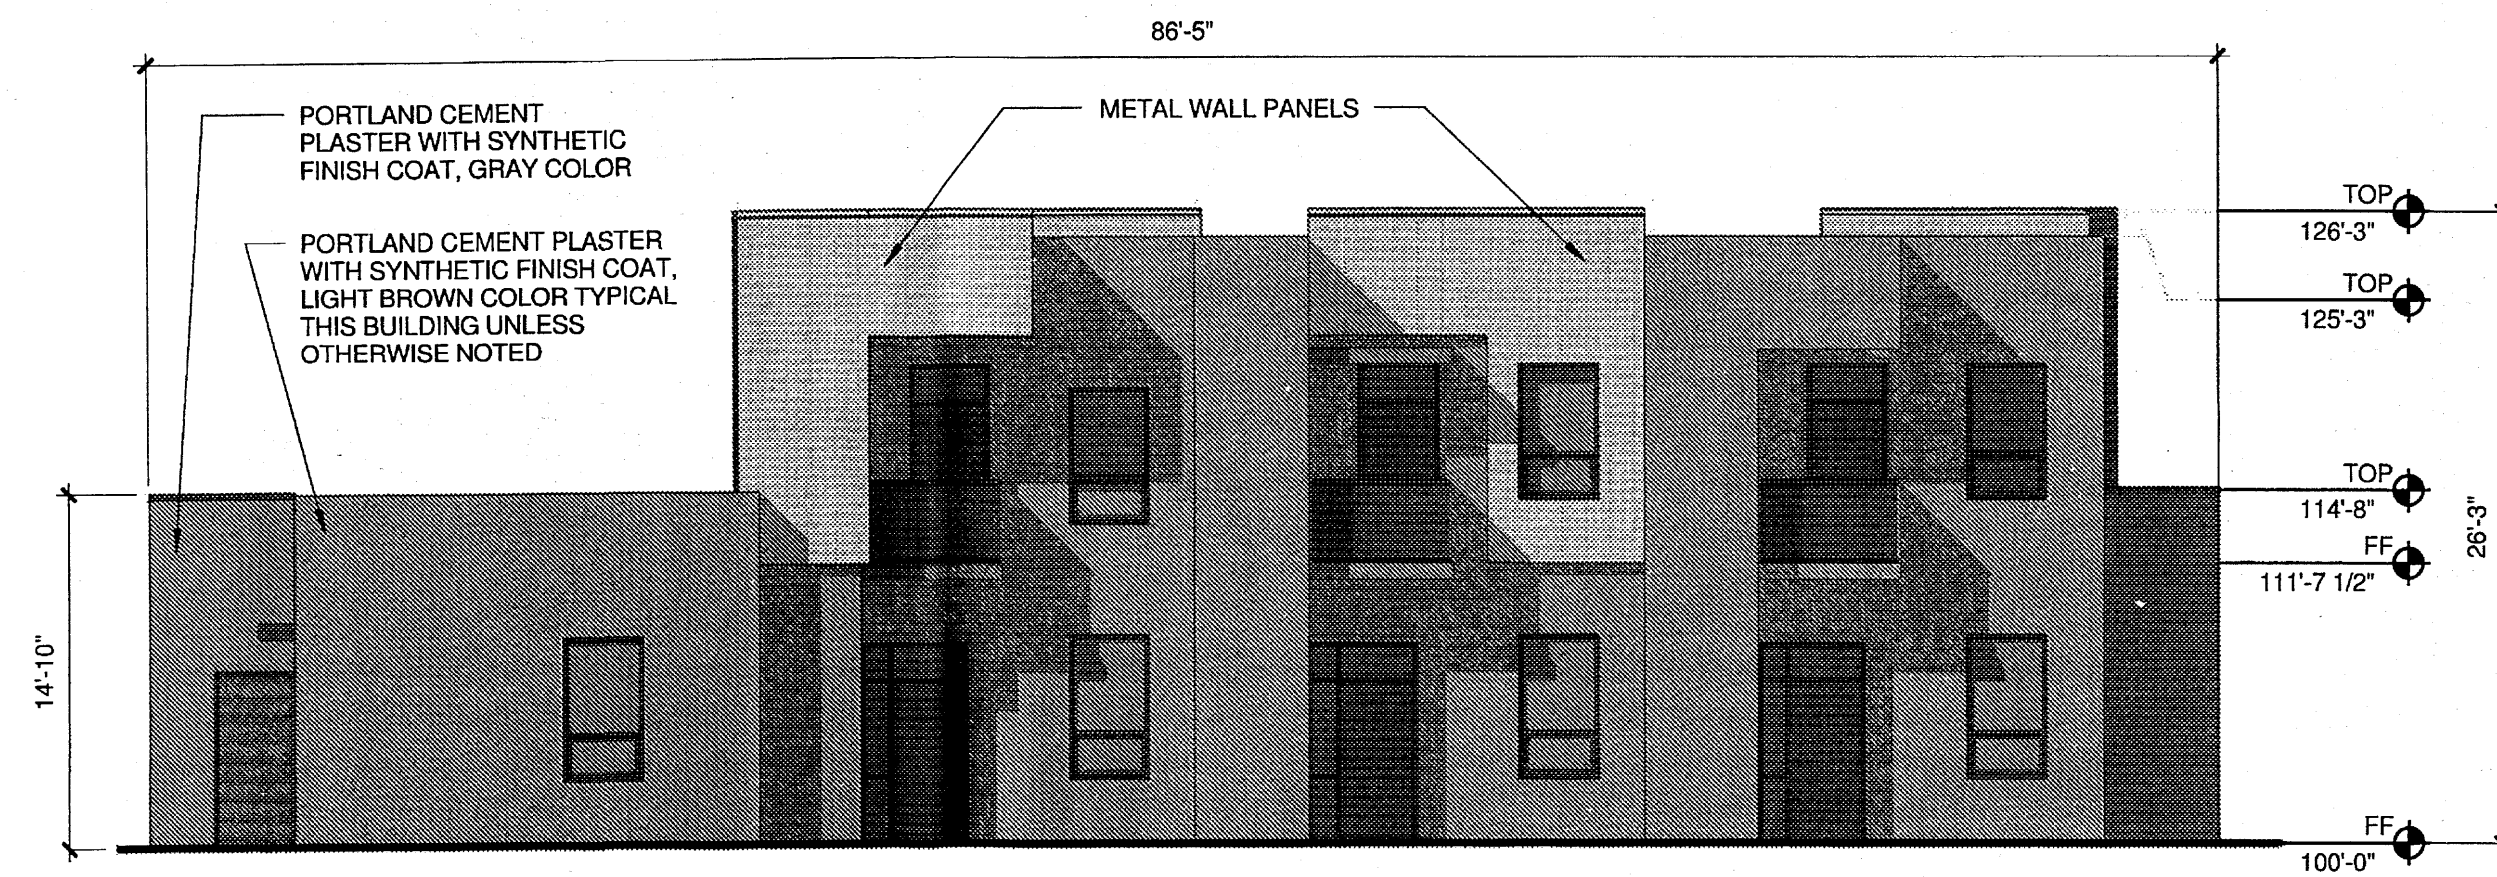 86'-5"
PORTLAND CEMENT
PLASTER WITH SYNTHETIC
FINISH COAT, GRAY COLOR
METAL WALL PANELS
PORTLAND CEMENT PLASTER
WITH SYNTHETIC FINISH COAT,
LIGHT BROWN COLOR TYPICAL
THIS BUILDING UNLESS
OTHERWISE NOTED
TOP
126'-3"
TOP
125'-3"
TOP
114'-8"
FF
111'-7 1/2"
FF
100'-0"
14'-10"
26'-3"